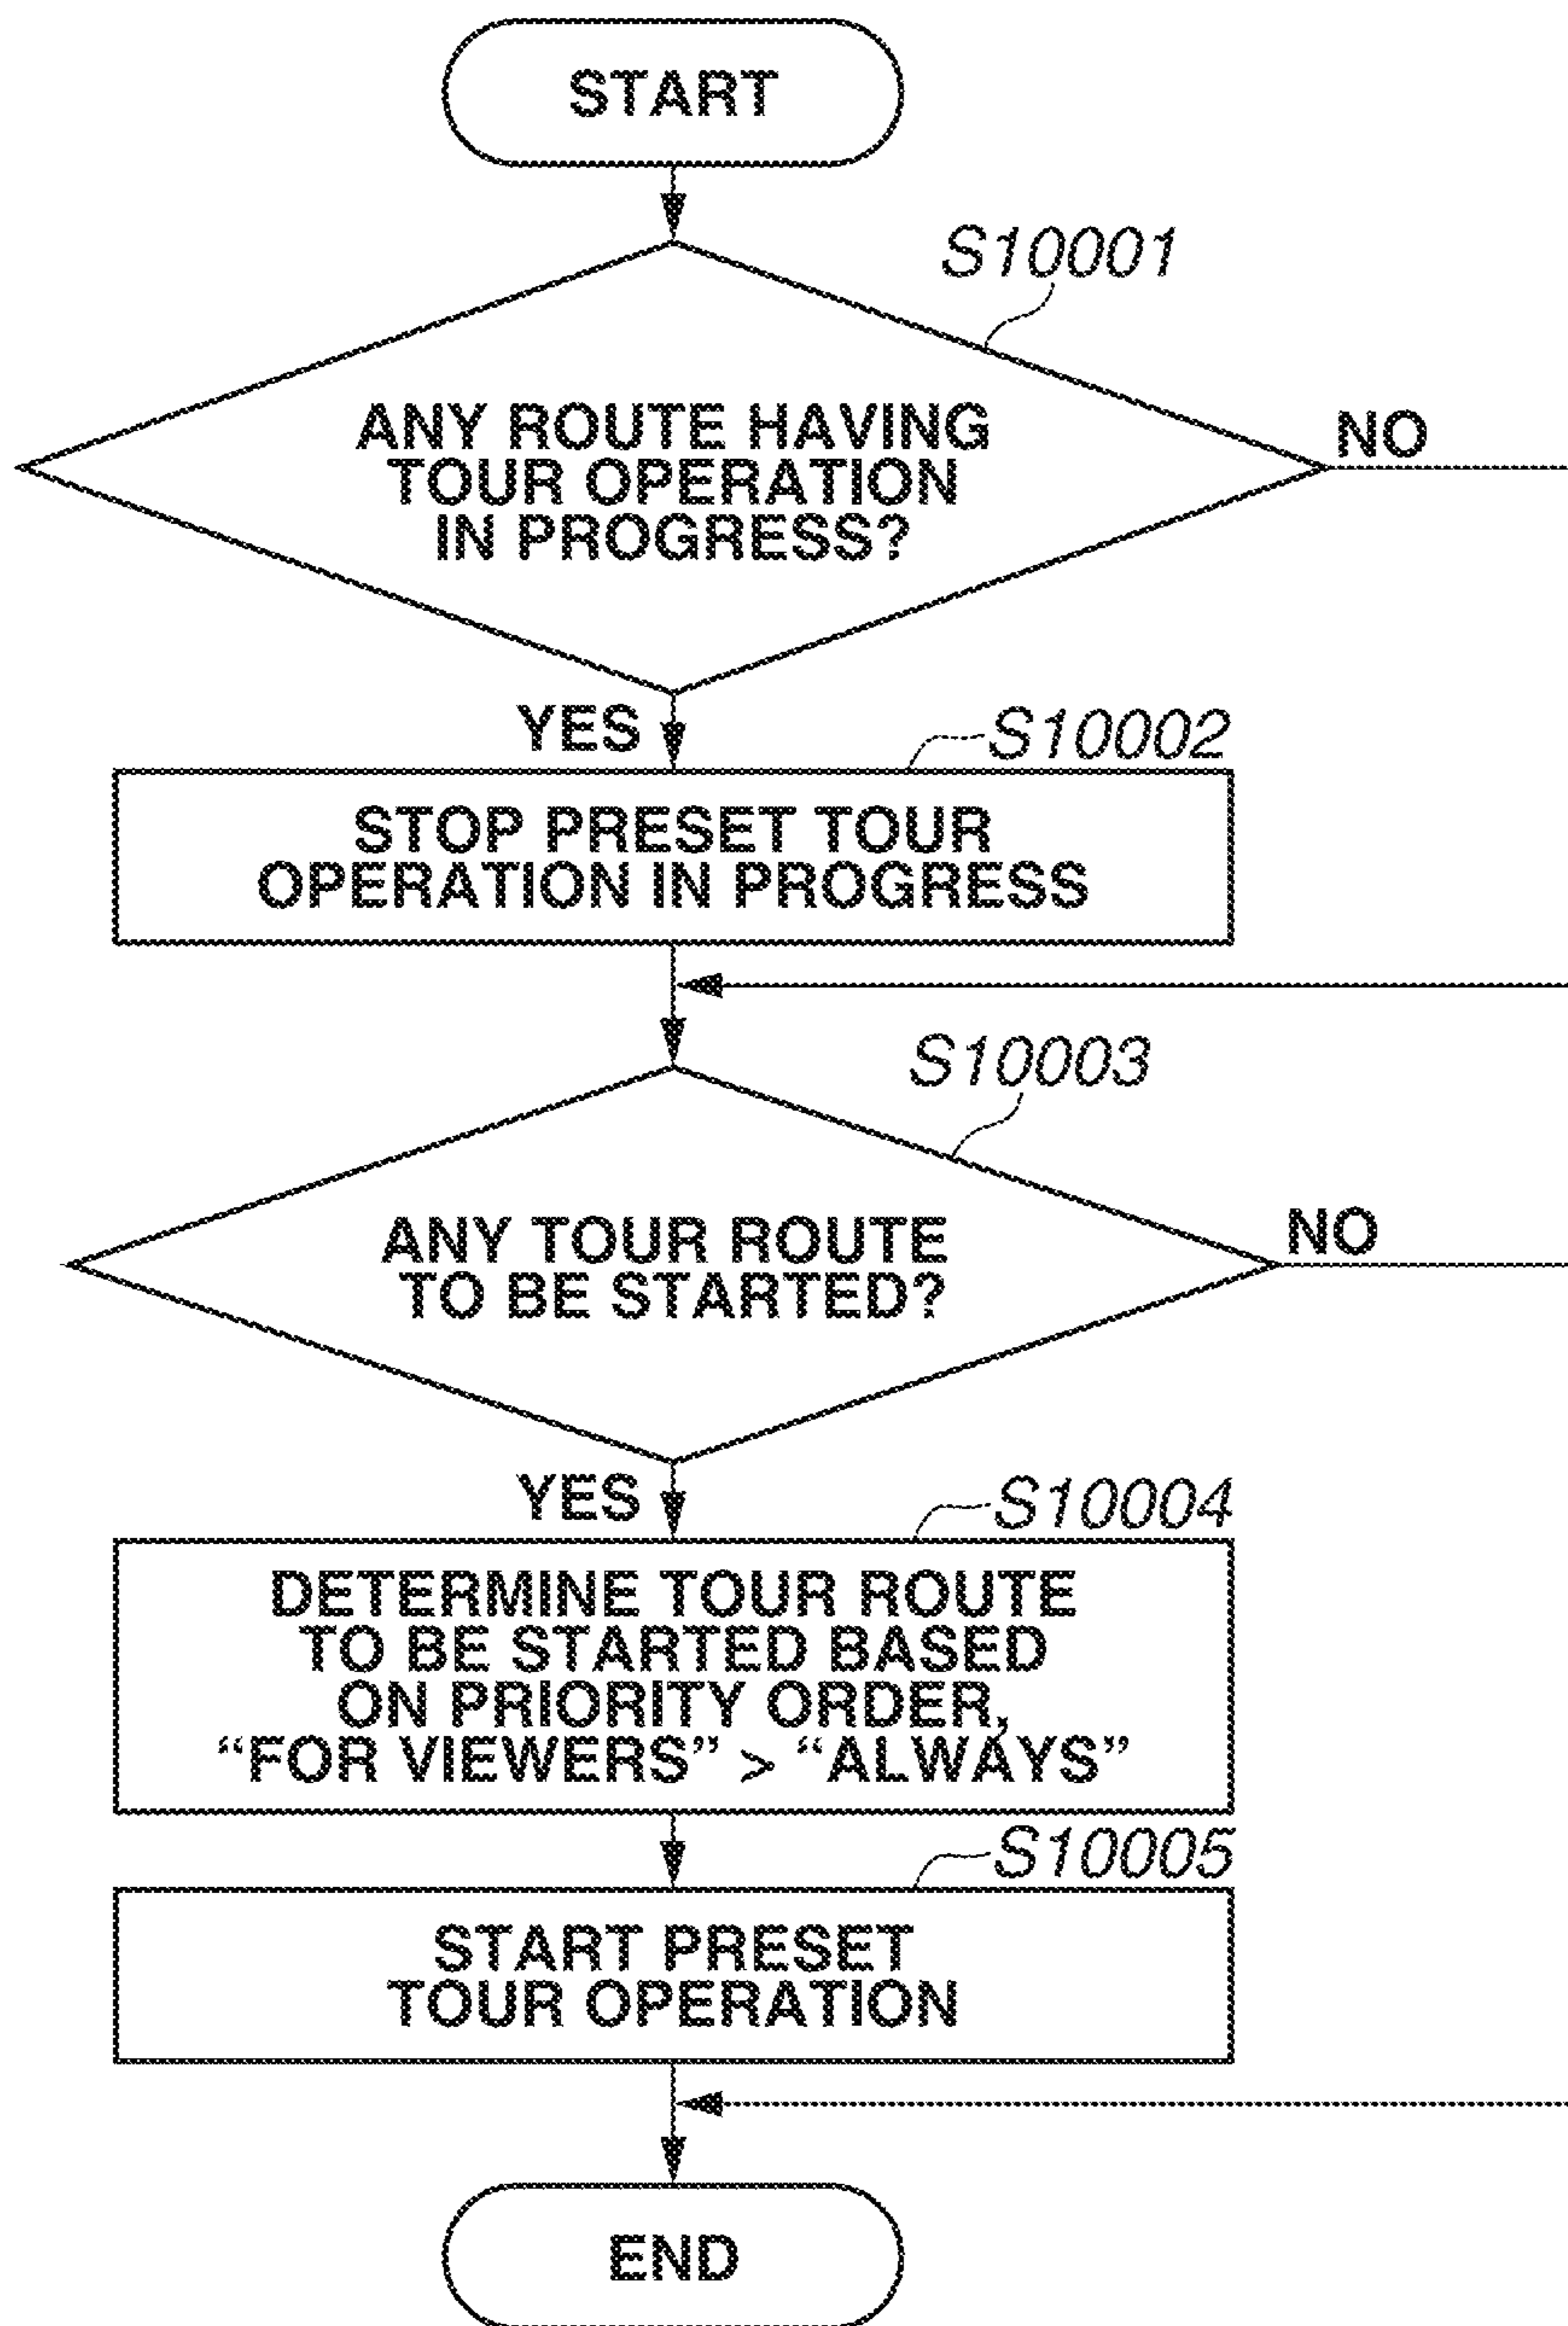 START
S10001
ANY ROUTE HAVING
TOUR OPERATION
IN PROGRESS?
NO
YES
S10002
STOP PRESET TOUR
OPERATION IN PROGRESS
S10003
ANY TOUR ROUTE
TO BE STARTED?
NO
YES
S10004
DETERMINE TOUR ROUTE
TO BE STARTED BASED
ON PRIORITY ORDER,
“FOR VIEWERS” > “ALWAYS”
S10005
START PRESET
TOUR OPERATION
END